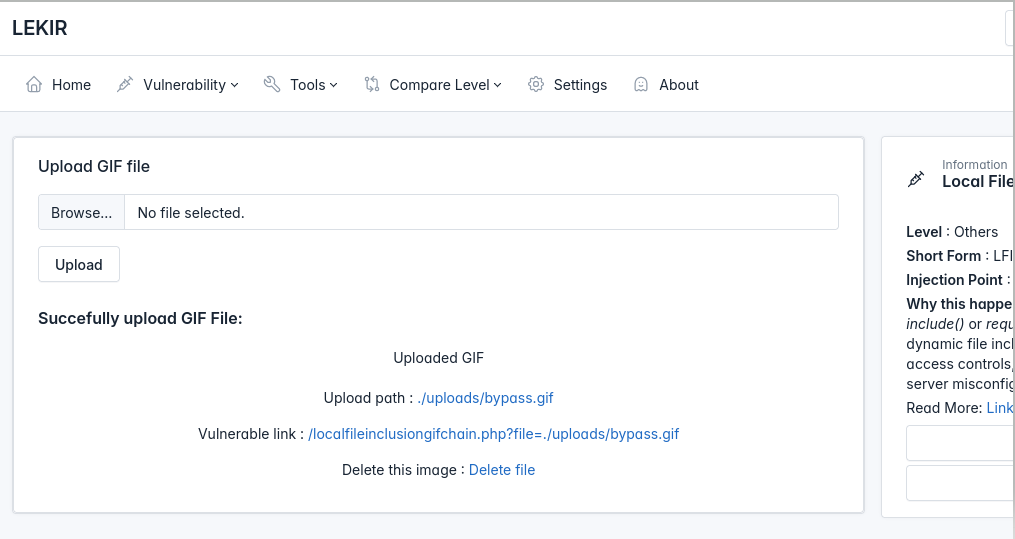 LEKIR
Home Vulnerability Tools Compare Level Settings About
Upload GIF file
Browse... No file selected.
Upload
Succefully upload GIF File:
Uploaded GIF
Upload path : ./uploads/bypass.gif
Vulnerable link : /localfileinclusiongifchain.php?file=./uploads/bypass.gif
Delete this image : Delete file
Information
Local File
Level : Others
Short Form : LFI
Injection Point :
Why this happe
include() or requ
dynamic file incl
access controls,
server misconfig
Read More: Link